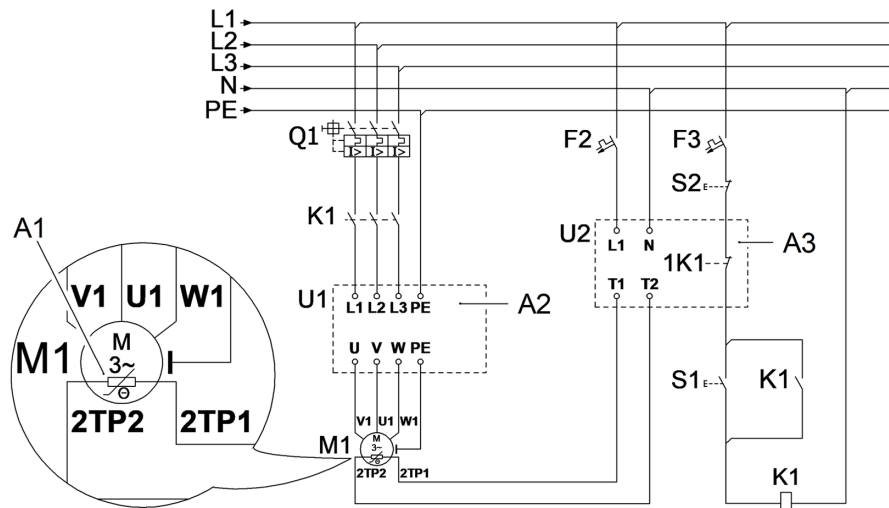 L1
L2
L3
N
PE
Q1
F2
F3
I> I> I>
S2
K1
U2 L1 N
A3
1K1
A1
T1 T2
V1 U1 W1
U1 L1 L2 L3 PE
A2
M
3~
M1
U V W PE
Θ
S1 E
K1
2TP2 2TP1
V1 U1 W1
M1
M
3~
Θ
2TP2 2TP1
K1